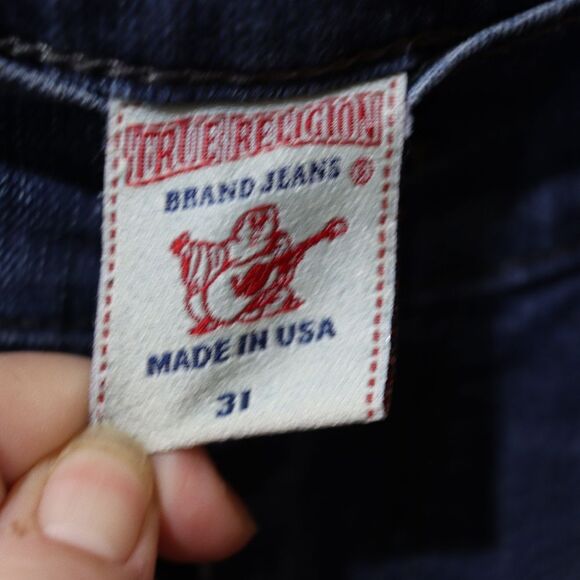 TRUE RELIGION
BRAND JEANS ®
MADE IN USA
31